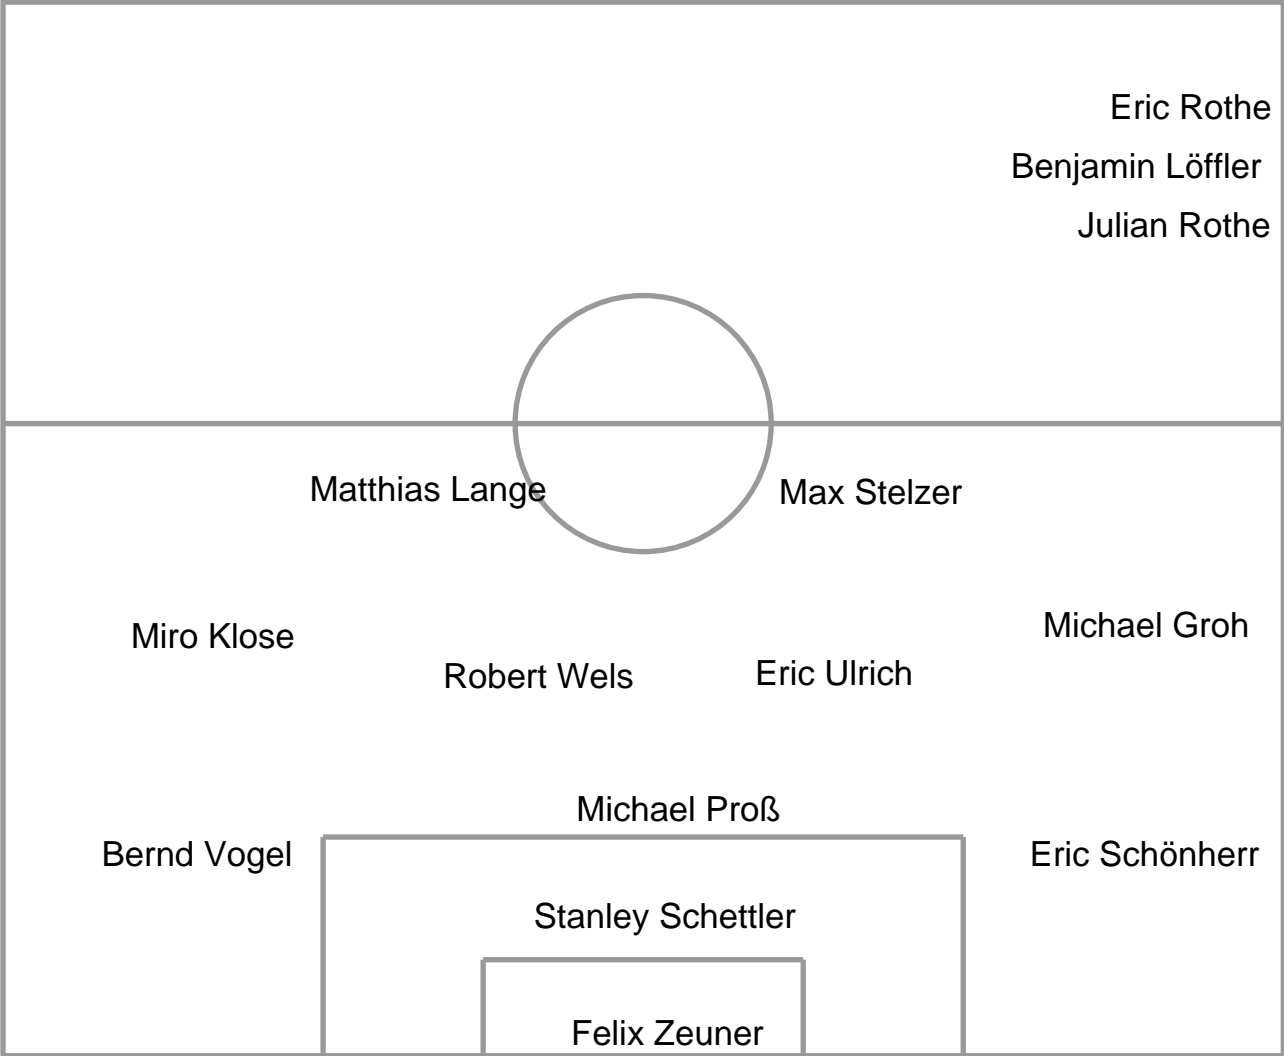 Eric Rothe
Benjamin Löffler
Julian Rothe
Matthias Lange
Max Stelzer
Miro Klose
Michael Groh
Robert Wels
Eric Ulrich
Michael Proß
Bernd Vogel
Eric Schönherr
Stanley Schettler
Felix Zeuner